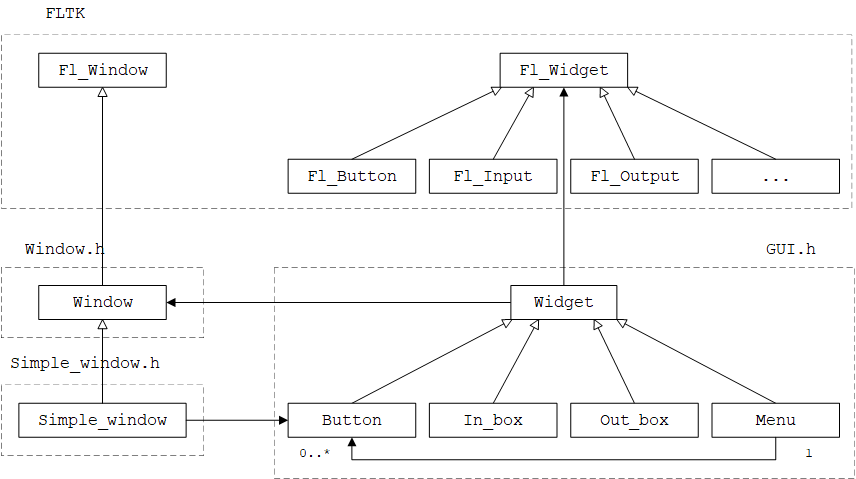 FLTK
Fl_Window
Fl_Widget
Fl_Button
Fl_Input
Fl_Output
...
Window.h
GUI.h
Window
Widget
Simple_window.h
Simple_window
Button
In_box
Out_box
Menu
0..*
1